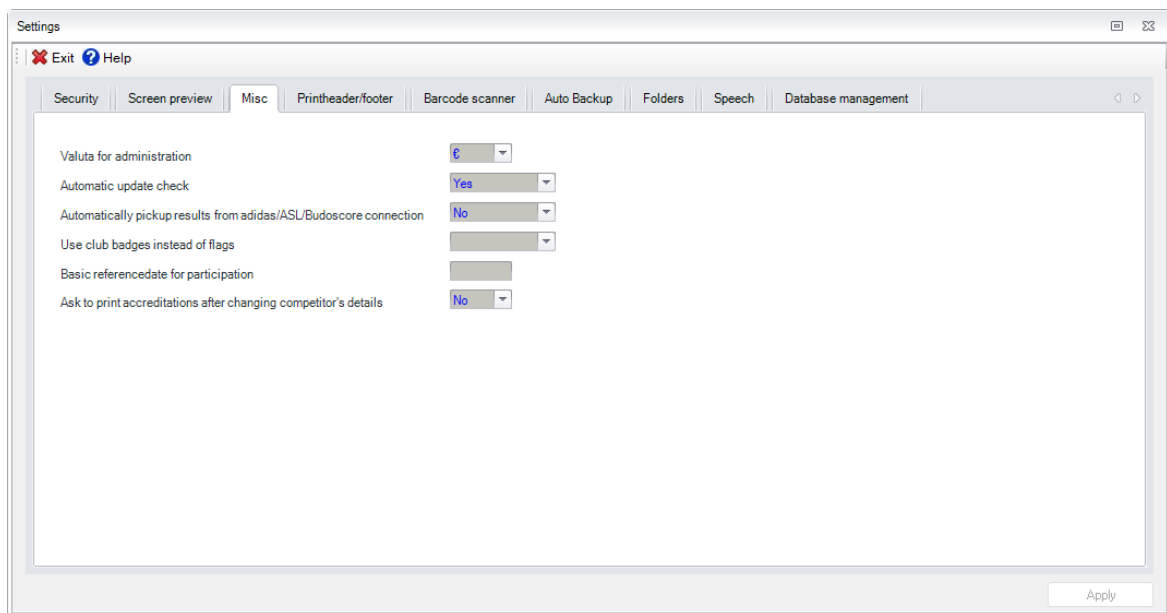 Settings
Exit Help
Security Screen preview Misc Printheader/footer Barcode scanner Auto Backup Folders Speech Database management
Valuta for administration €
Automatic update check Yes
Automatically pickup results from adidas/ASL/Budoscore connection No
Use club badges instead of flags
Basic referencedate for participation
Ask to print accreditations after changing competitor's details No
Apply